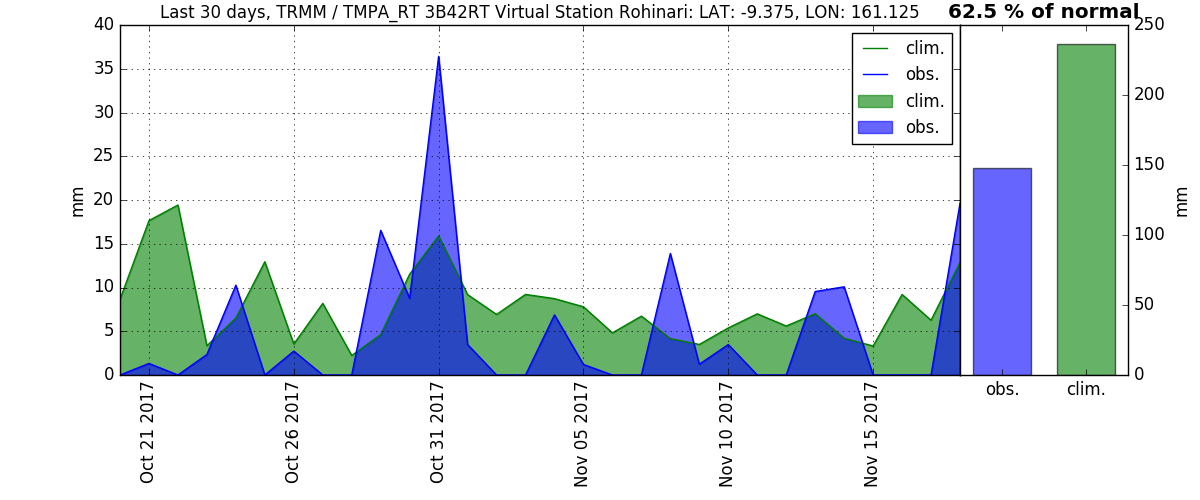 Last 30 days, TRMM / TMPA_RT 3B42RT Virtual Station Rohinari: LAT: -9.375, LON: 161.125
62.5 % of normal
40
35
30
25
20
15
10
5
0
mm
clim.
obs.
clim.
obs.
Oct 21 2017
Oct 26 2017
Oct 31 2017
Nov 05 2017
Nov 10 2017
Nov 15 2017
250
200
150
100
50
0
mm
obs.
clim.